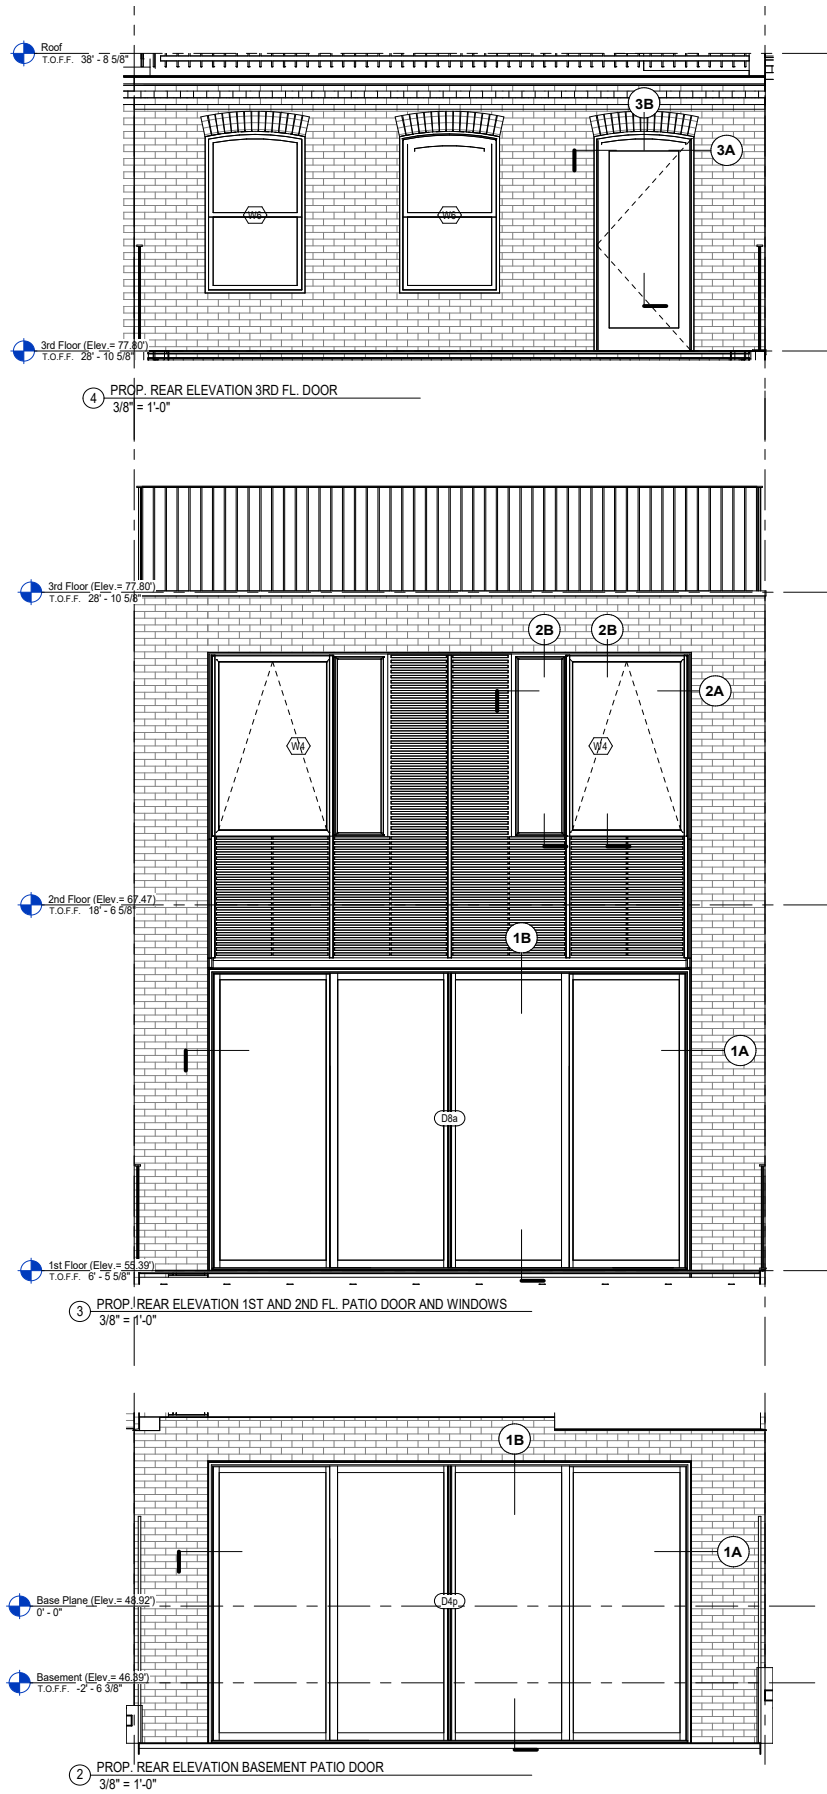 Roof
T.O.F.F. 38' - 8 5/8"
3B
3A
W6
W6
3rd Floor (Elev.= 77.80')
T.O.F.F. 28' - 10 5/8"
4 PROP. REAR ELEVATION 3RD FL. DOOR
3/8" = 1'-0"
3rd Floor (Elev.= 77.80')
T.O.F.F. 28' - 10 5/8"
2B 2B
2A
W4 W4
2nd Floor (Elev.= 67.47)
T.O.F.F. 18' - 6 5/8"
1B
1A
D8a
1st Floor (Elev.= 55.39')
T.O.F.F. 6' - 5 5/8"
3 PROP. REAR ELEVATION 1ST AND 2ND FL. PATIO DOOR AND WINDOWS
3/8" = 1'-0"
1B
1A
Base Plane (Elev.= 48.92')
0' - 0"
D4p
Basement (Elev.= 46.39')
T.O.F.F. -2' - 6 3/8"
2 PROP. REAR ELEVATION BASEMENT PATIO DOOR
3/8" = 1'-0"